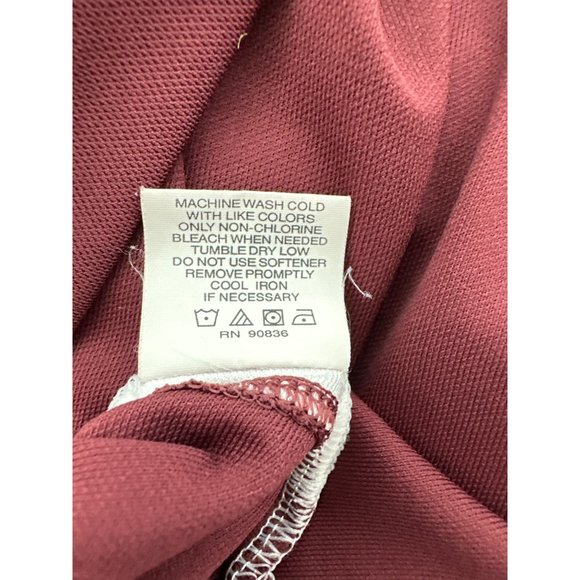 MACHINE WASH COLD
WITH LIKE COLORS
ONLY NON-CHLORINE
BLEACH WHEN NEEDED
TUMBLE DRY LOW
DO NOT USE SOFTENER
REMOVE PROMPTLY
COOL IRON
IF NECESSARY
RN 90836